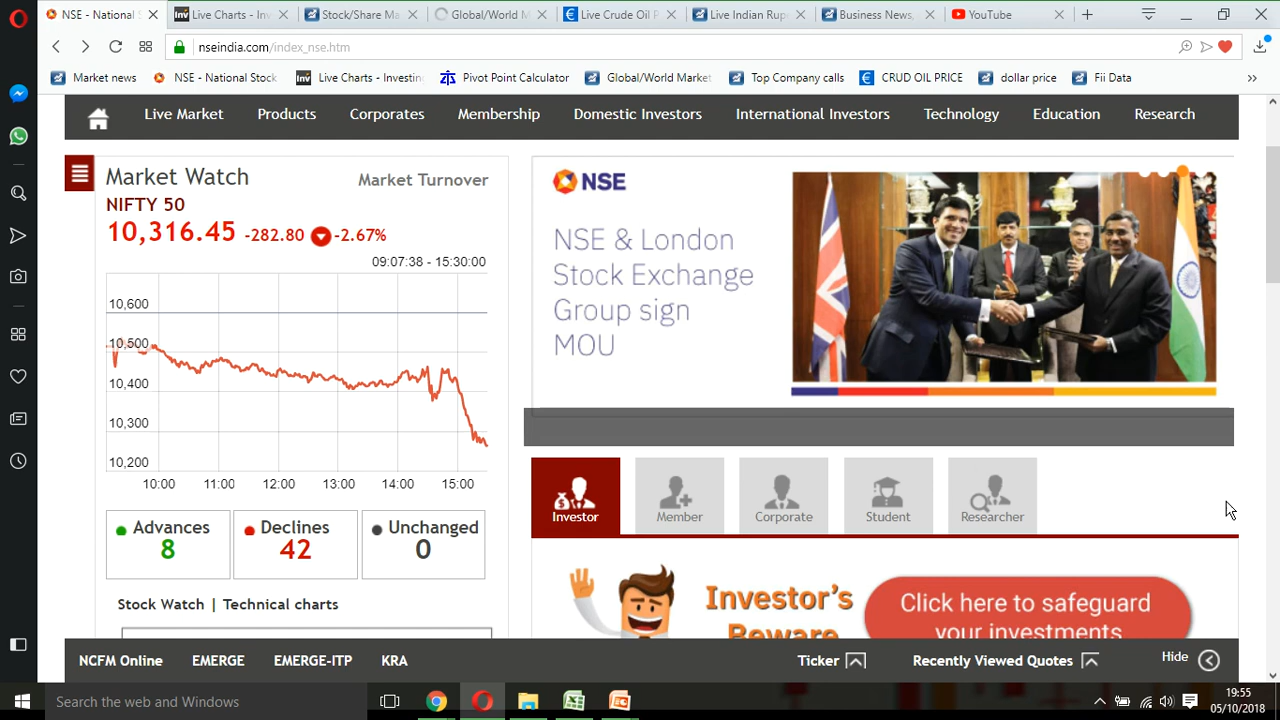 NSE - National S
Live Charts - Inv
Stock/Share Ma
Global/World M
Live Crude Oil P
Live Indian Rup
Business News,
YouTube
nseindia.com/index_nse.htm
Market news
NSE - National Stock
Inv
Live Charts - Investin
Pivot Point Calculator
Global/World Market
Top Company calls
CRUD OIL PRICE
dollar price
Fii Data
Live Market
Products
Corporates
Membership
Domestic Investors
International Investors
Technology
Education
Research
Market Watch
Market Turnover
NIFTY 50
10,316.45 -282.80 -2.67%
09:07:38 - 15:30:00
10,600
10,500
10,400
10,300
10,200
10:00 11:00 12:00 13:00 14:00 15:00
Advances
8
Declines
42
Unchanged
0
Stock Watch | Technical charts
NSE
NSE & London
Stock Exchange
Group sign
MOU
Investor
Member
Corporate
Student
Researcher
Investor's
Beware
Click here to safeguard
your investments
NCFM Online
EMERGE
EMERGE-ITP
KRA
Ticker
Recently Viewed Quotes
Hide
Search the web and Windows
19:55
05/10/2018